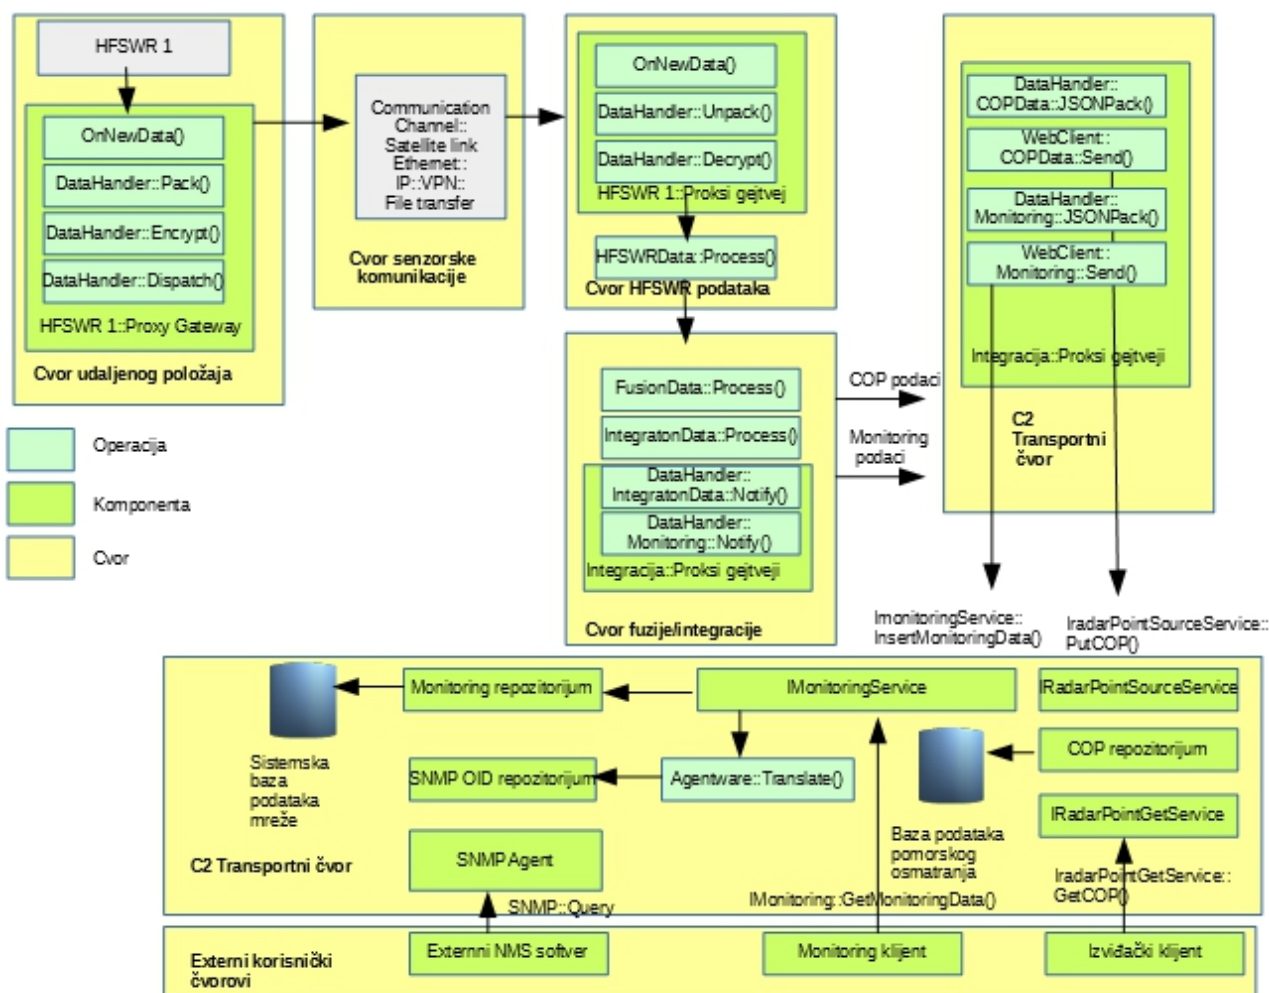 HFSWR 1
OnNewData()
DataHandler::Pack()
DataHandler::Encrypt()
DataHandler::Dispatch()
HFSWR 1::Proxy Gateway
Cvor udaljenog položaja
Communication
Channel::
Satellite link
Ethernet::
IP::VPN::
File transfer
Cvor senzorske
komunikacije
OnNewData()
DataHandler::Unpack()
DataHandler::Decrypt()
HFSWR 1::Proksi gejtvej
HFSWRData::Process()
Cvor HFSWR podataka
DataHandler::
COPData::JSONPack()
WebClient::
COPData::Send()
DataHandler::
Monitoring::JSONPack()
WebClient::
Monitoring::Send()
Integracija::Proksi gejtveji
C2
Transportni
čvor
FusionData::Process()
IntegratonData::Process()
DataHandler::
IntegratonData::Notify()
DataHandler::
Monitoring::Notify()
Integracija::Proksi gejtveji
Cvor fuzije/integracije
COP podaci
Monitoring
podaci
Operacija
Komponenta
Cvor
ImonitoringService::
InsertMonitoringData()
IradarPointSourceService::
PutCOP()
Monitoring repozitorijum
IMonitoringService
IRadarPointSourceService
COP repozitorijum
Sistemska
baza
podataka
mreže
SNMP OID repozitorijum
Agentware::Translate()
IRadarPointGetService
Baza podataka
pomorskog
osmatranja
C2 Transportni čvor
SNMP Agent
IradarPointGetService::
GetCOP()
SNMP::Query
IMonitoring::GetMonitoringData()
Externi korisnički
čvorovi
Externni NMS softver
Monitoring klijent
Izviđački klijent